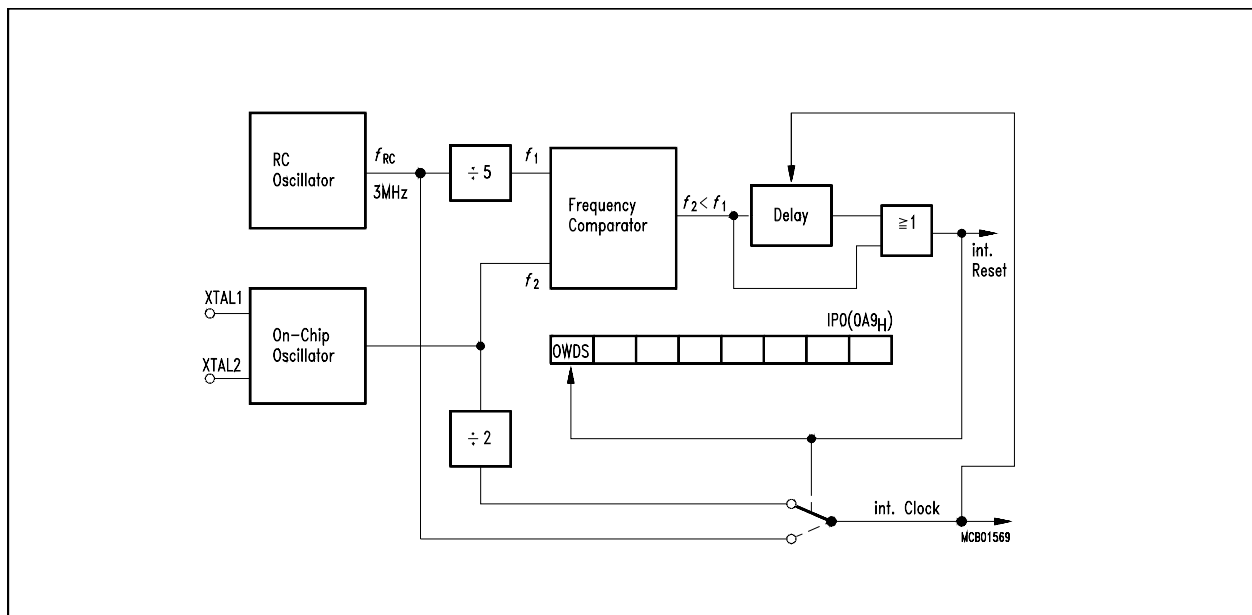 RC
Oscillator
fRC
3MHz
÷ 5
f1
Frequency
Comparator
f2
f2 < f1
Delay
≧1
int.
Reset
XTAL1
XTAL2
On-Chip
Oscillator
IP0(0A9H)
OWDS
÷ 2
int. Clock
MCB01569